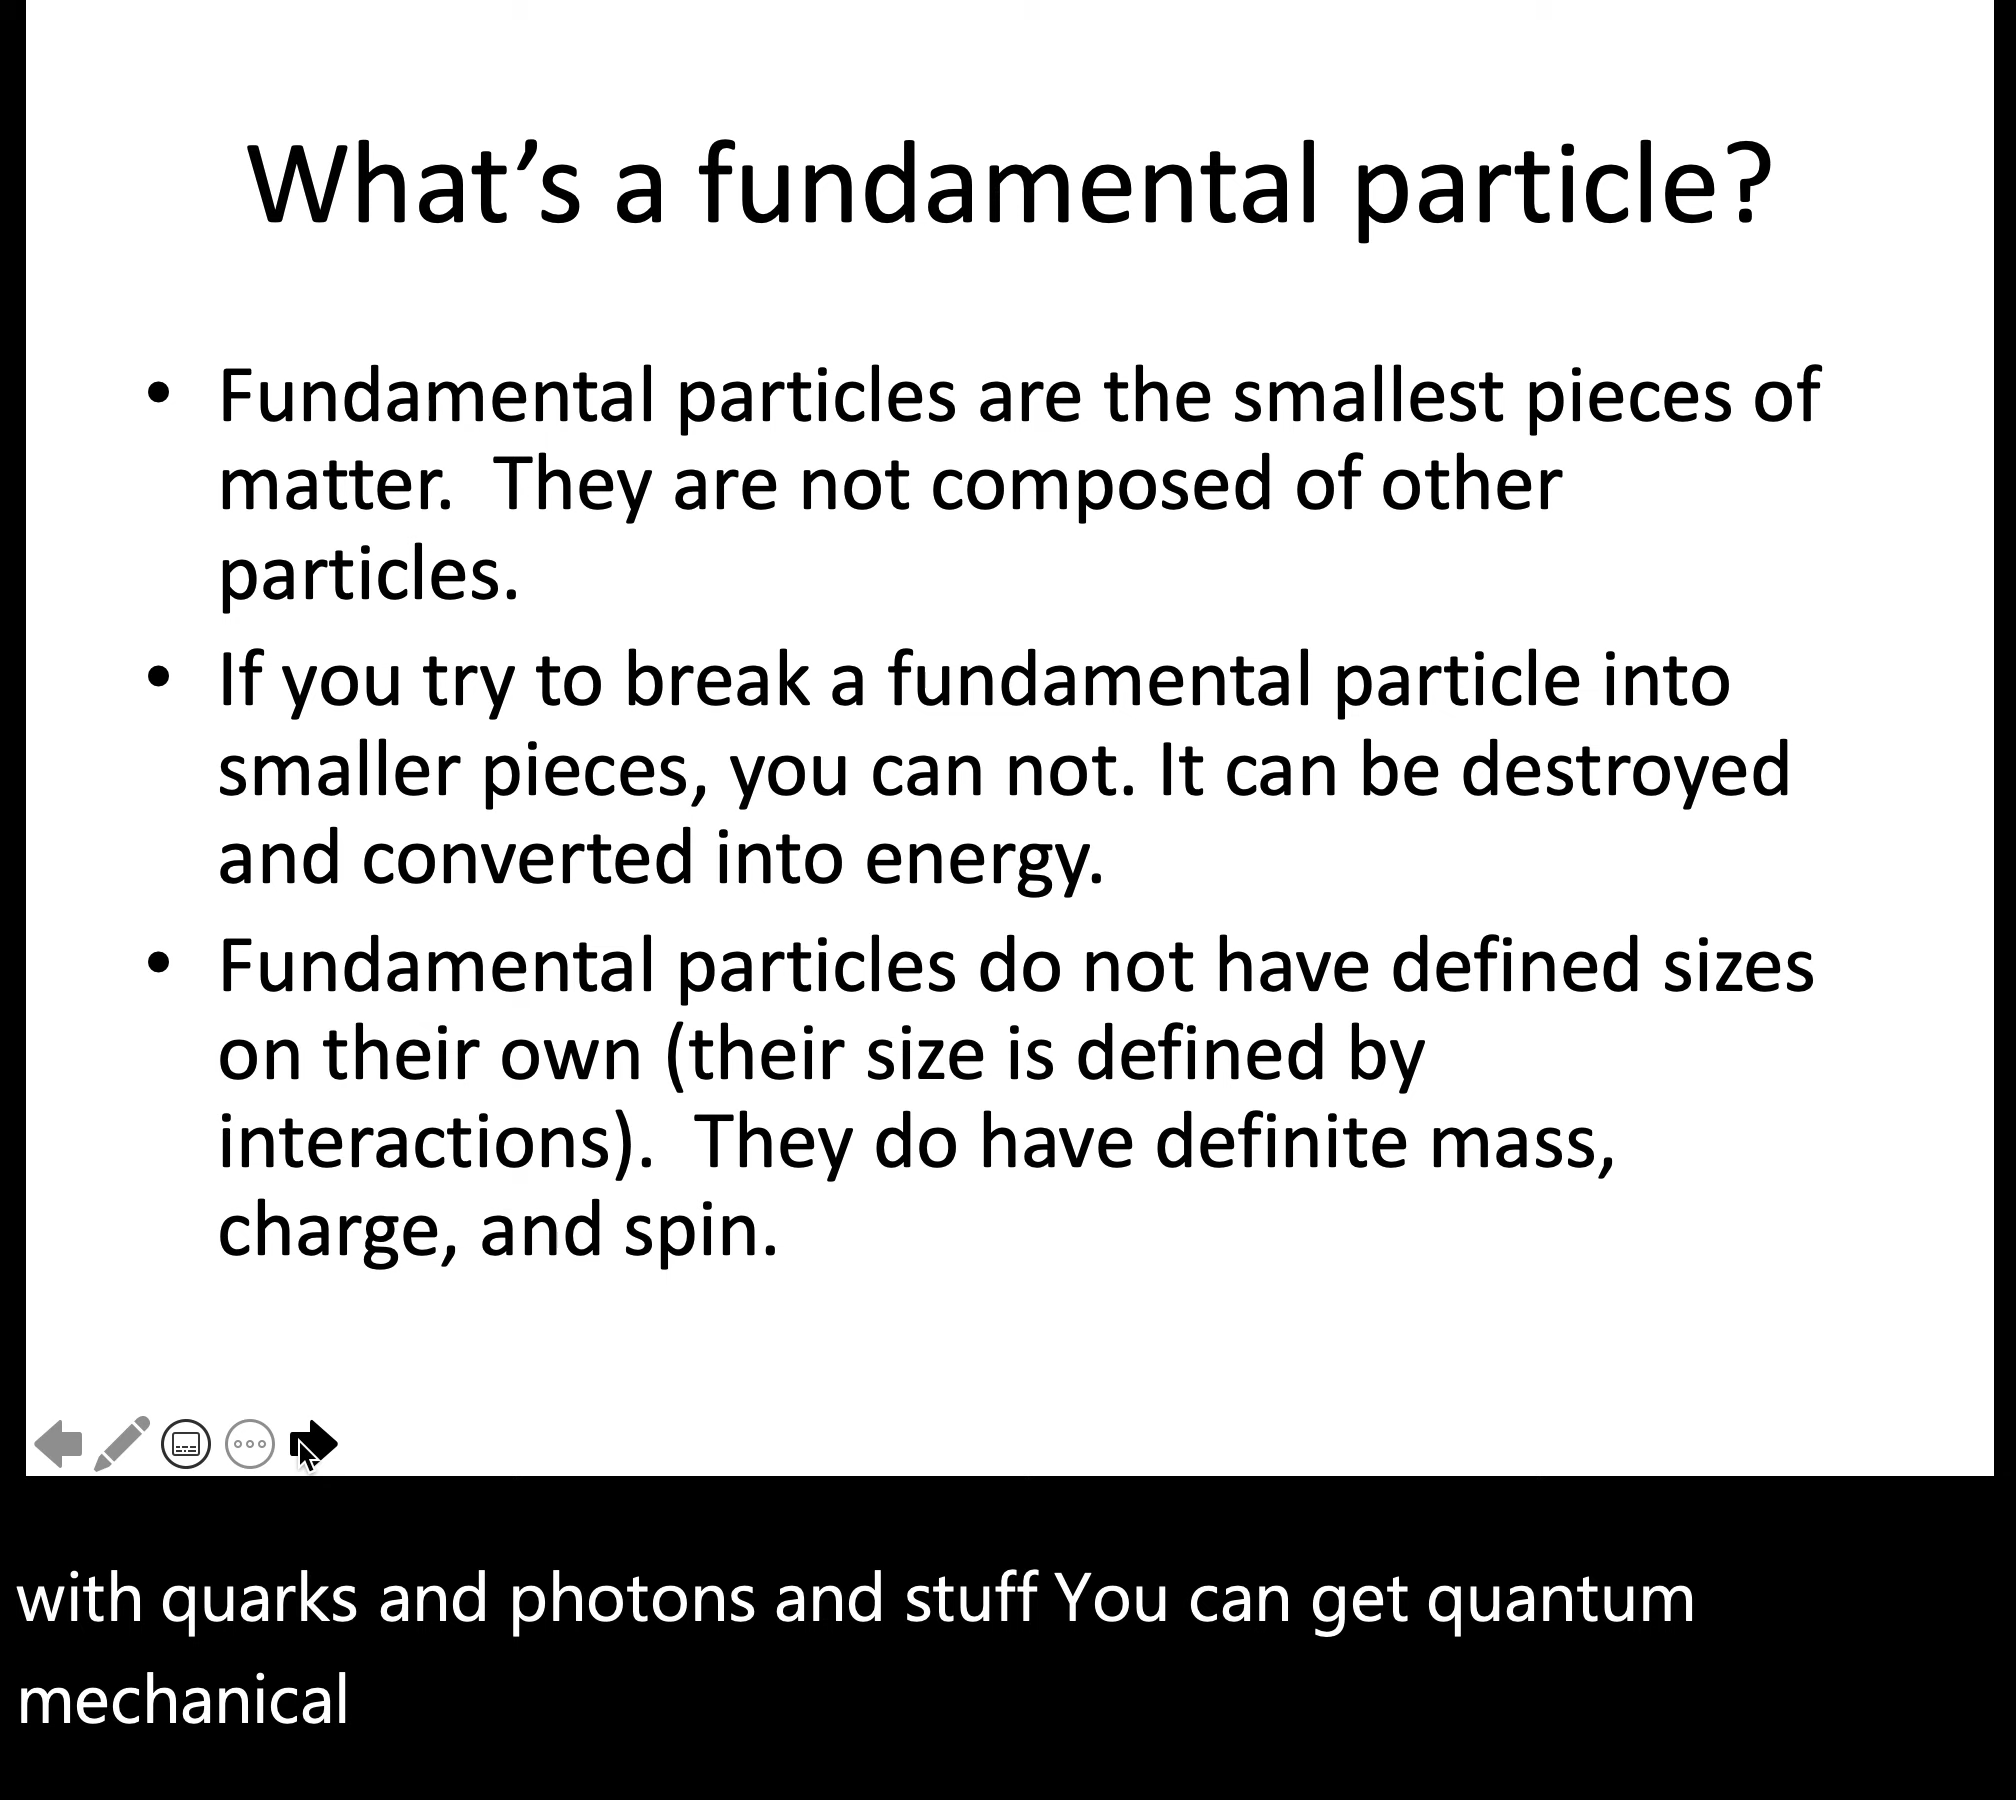 What’s a fundamental particle?
• Fundamental particles are the smallest pieces of
matter.  They are not composed of other
particles.
• If you try to break a fundamental particle into
smaller pieces, you can not. It can be destroyed
and converted into energy.
• Fundamental particles do not have defined sizes
on their own (their size is defined by
interactions).  They do have definite mass,
charge, and spin.
with quarks and photons and stuff You can get quantum
mechanical